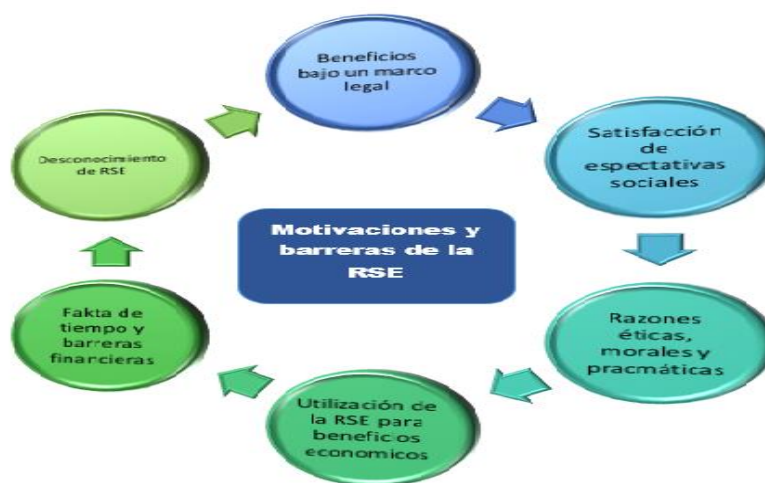 Beneficios
bajo un marco
legal
Satisfacción
de
espectativas
sociales
Razones
éticas,
morales y
pracmáticas
Utilización de
la RSE para
beneficios
economicos
Fakta de
tiempo y
barreras
financieras
Desconecimiento
de RSE
Motivaciones y
barreras de la
RSE